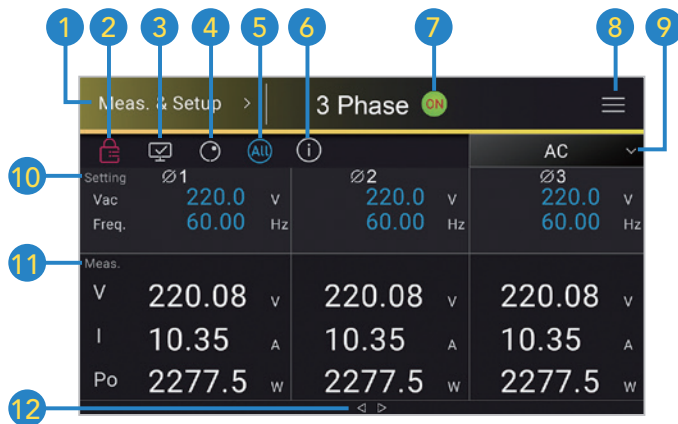 1 2 3 4 5 6 7 8 9
Meas. & Setup > 3 Phase ON
All i AC
10 Setting Ø1 Ø2 Ø3
Vac 220.0 V 220.0 V 220.0 V
Freq. 60.00 Hz 60.00 Hz 60.00 Hz
11 Meas.
V 220.08 V 220.08 V 220.08 V
I 10.35 A 10.35 A 10.35 A
Po 2277.5 W 2277.5 W 2277.5 W
12